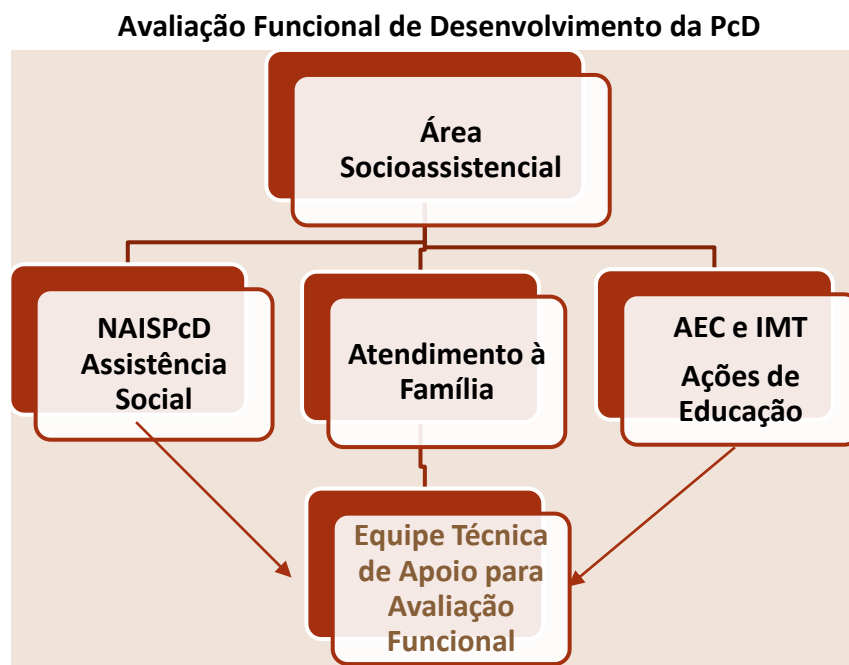 Avaliação Funcional de Desenvolvimento da PcD
Área
Socioassistencial
NAISPcD
Assistência
Social
Atendimento à
Família
AEC e IMT
Ações de
Educação
Equipe Técnica
de Apoio para
Avaliação
Funcional